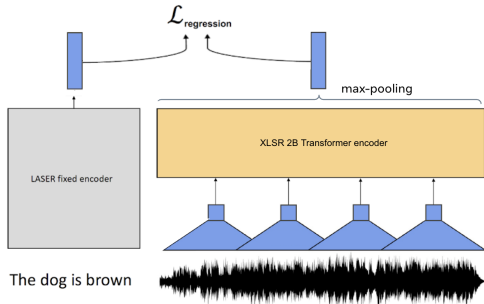 ℒregression
max-pooling
XLSR 2B Transformer encoder
LASER fixed encoder
The dog is brown